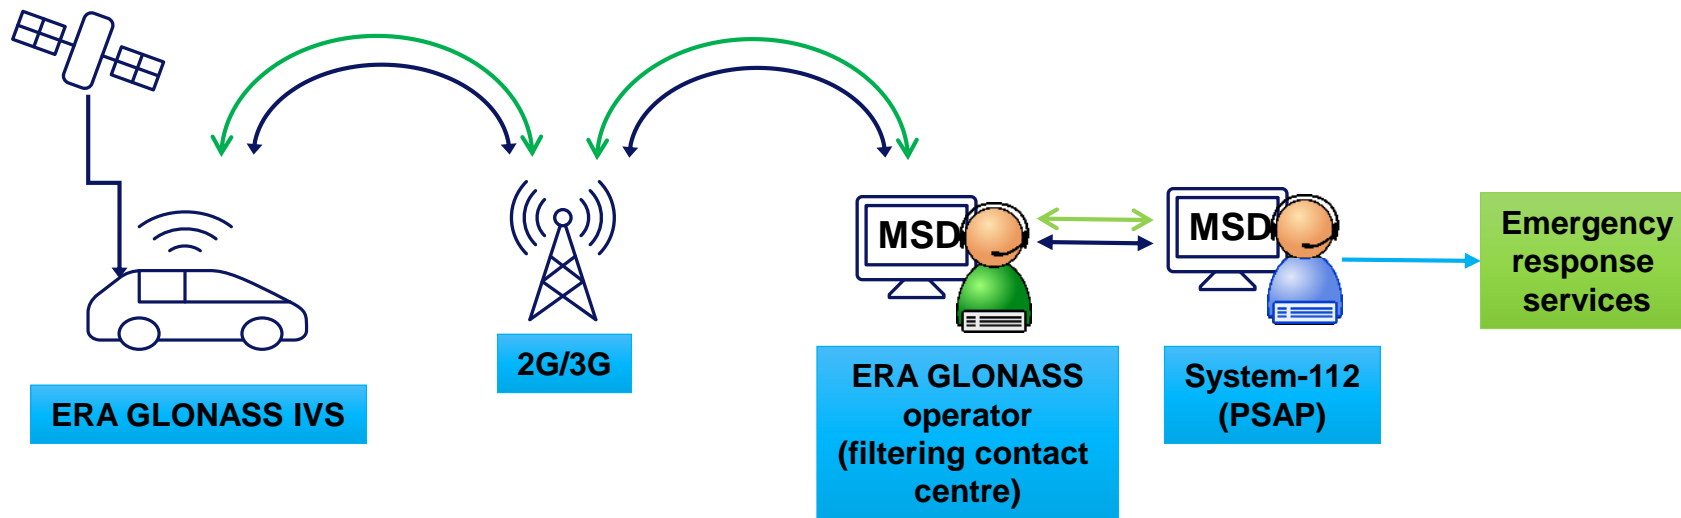 MSD
MSD
Emergency
response
services
ERA GLONASS IVS
2G/3G
ERA GLONASS
operator
(filtering contact
centre)
System-112
(PSAP)